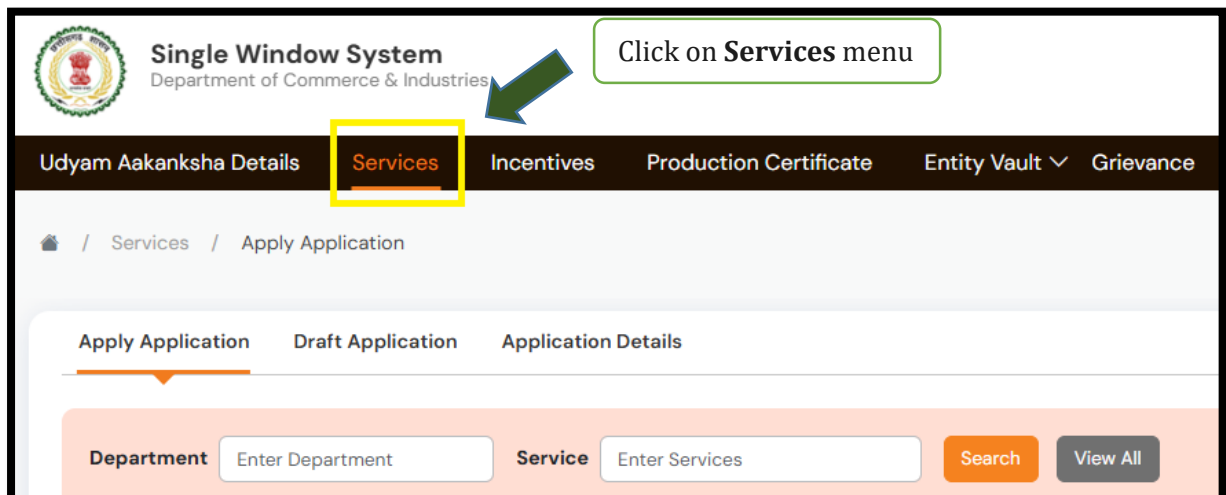 Single Window System
Department of Commerce & Industries
Click on Services menu
Udyam Aakanksha Details Services Incentives Production Certificate Entity Vault Grievance
/ Services / Apply Application
Apply Application Draft Application Application Details
Department Enter Department Service Enter Services Search View All